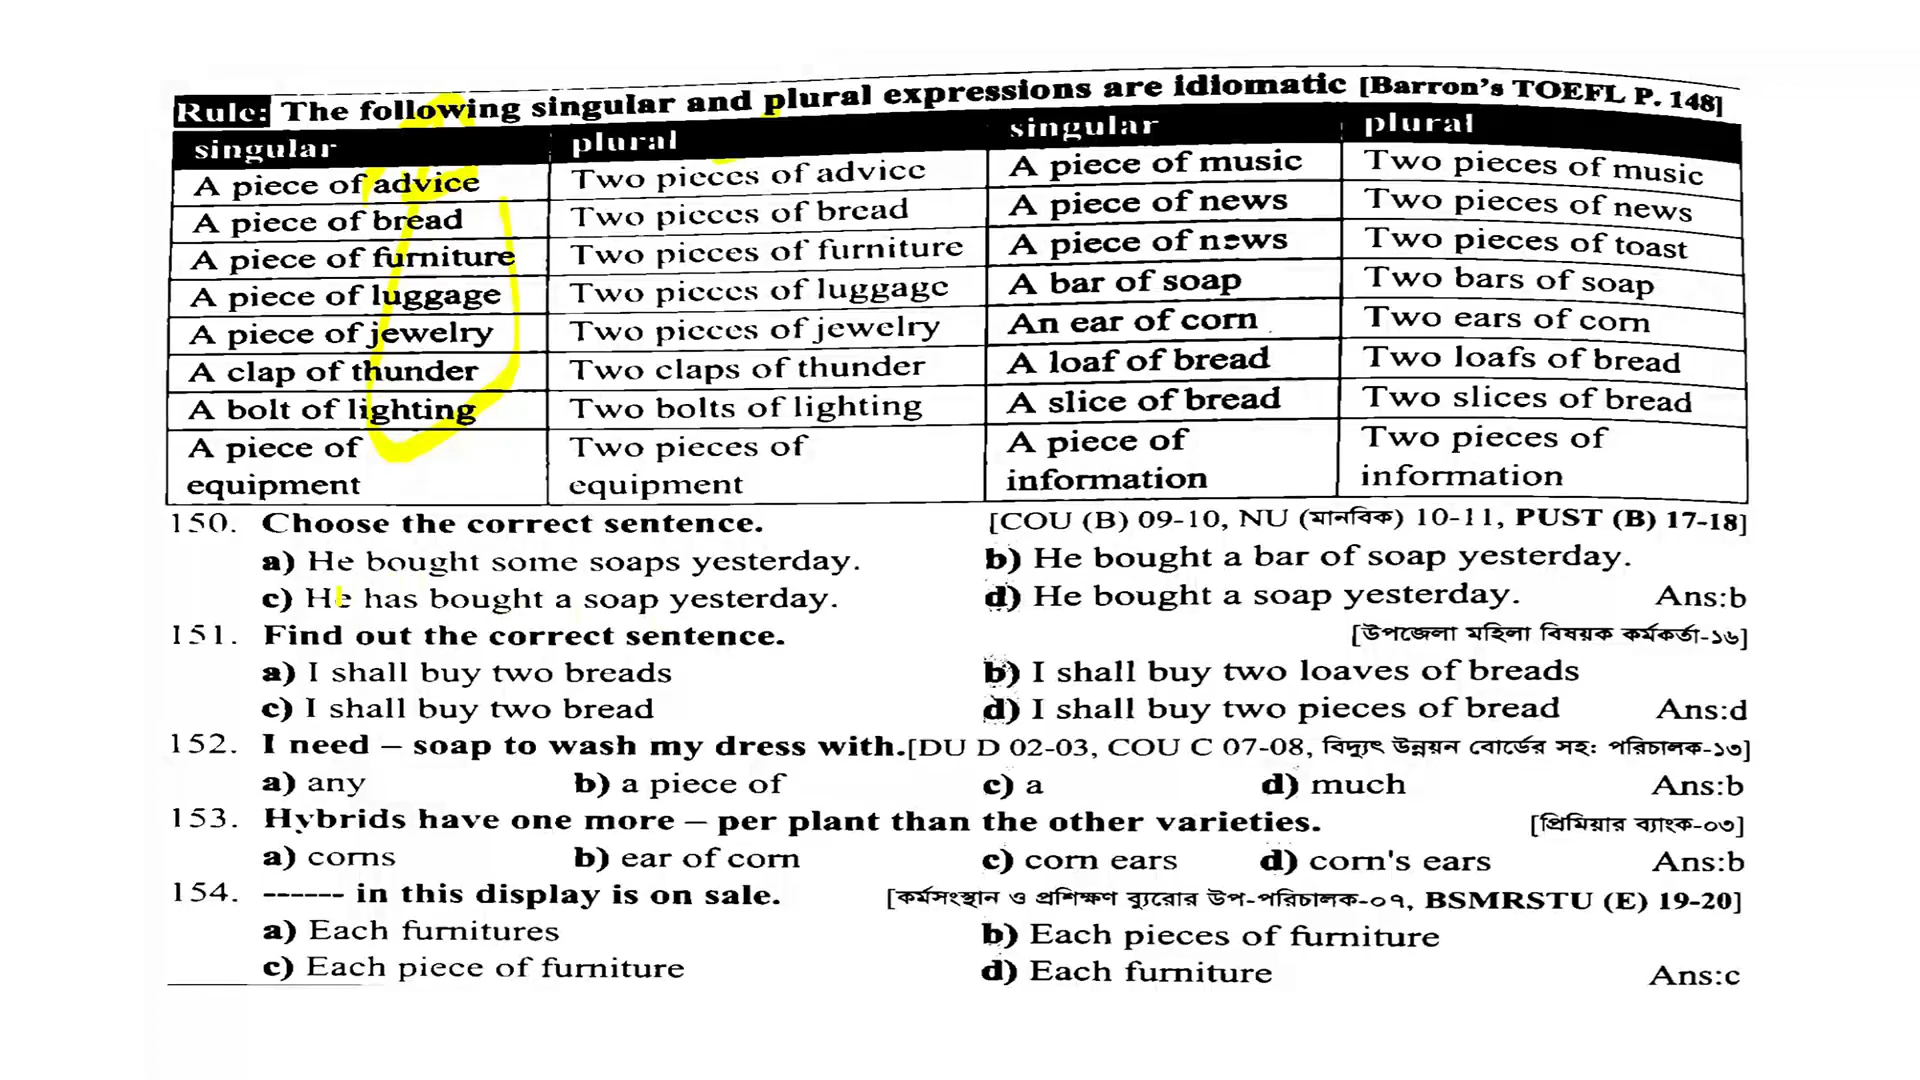 Rule: The following singular and plural expressions are idiomatic [Barron's TOEFL P. 148]
singular plural singular plural
A piece of advice Two pieces of advice A piece of music Two pieces of music
A piece of bread Two pieces of bread A piece of news Two pieces of news
A piece of furniture Two pieces of furniture A piece of news Two pieces of toast
A piece of luggage Two pieces of luggage A bar of soap Two bars of soap
A piece of jewelry Two pieces of jewelry An ear of corn Two ears of corn
A clap of thunder Two claps of thunder A loaf of bread Two loafs of bread
A bolt of lighting Two bolts of lighting A slice of bread Two slices of bread
A piece of Two pieces of A piece of Two pieces of
equipment equipment information information
150. Choose the correct sentence. [COU (B) 09-10, NU (মানবিক) 10-11, PUST (B) 17-18]
a) He bought some soaps yesterday. b) He bought a bar of soap yesterday.
c) He has bought a soap yesterday. d) He bought a soap yesterday. Ans:b
151. Find out the correct sentence. [উপজেলা মহিলা বিষয়ক কর্মকর্তা-১৬]
a) I shall buy two breads b) I shall buy two loaves of breads
c) I shall buy two bread d) I shall buy two pieces of bread Ans:d
152. I need – soap to wash my dress with.[DU D 02-03, COU C 07-08, বিদ্যুৎ উন্নয়ন বোর্ডের সহঃ পরিচালক-১৩]
a) any b) a piece of c) a d) much Ans:b
153. Hybrids have one more – per plant than the other varieties. [প্রিমিয়ার ব্যাংক-০৩]
a) corns b) ear of corn c) corn ears d) corn's ears Ans:b
154. ------ in this display is on sale. [কর্মসংস্থান ও প্রশিক্ষণ ব্যুরোর উপ-পরিচালক-০৭, BSMRSTU (E) 19-20]
a) Each furnitures b) Each pieces of furniture
c) Each piece of furniture d) Each furniture Ans:c